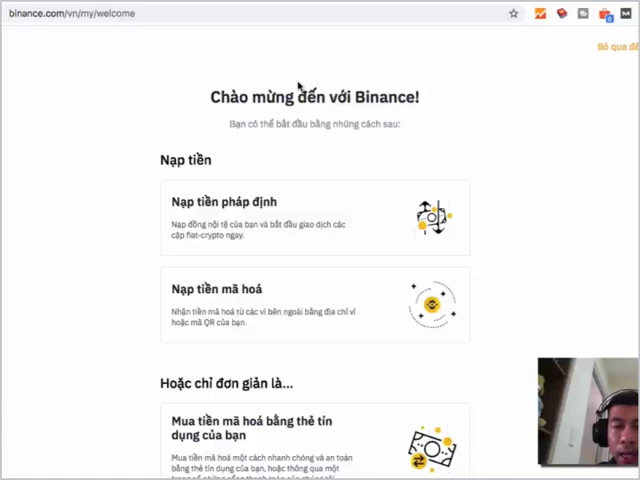 binance.com/vn/my/welcome
Bỏ qua
Chào mừng đến với Binance!
Bạn có thể bắt đầu bằng những cách sau:
Nạp tiền
Nạp tiền pháp định
Nạp đồng nội tệ của bạn và bắt đầu giao dịch các
cặp fiat-crypto ngay.
Nạp tiền mã hoá
Nhận tiền mã hoá từ các ví bên ngoài bằng địa chỉ ví
hoặc mã QR của bạn.
Hoặc chỉ đơn giản là...
Mua tiền mã hoá bằng thẻ tín
dụng của bạn
Mua tiền mã hoá một cách nhanh chóng và an toàn
bằng thẻ tín dụng của bạn, hoặc thông qua một